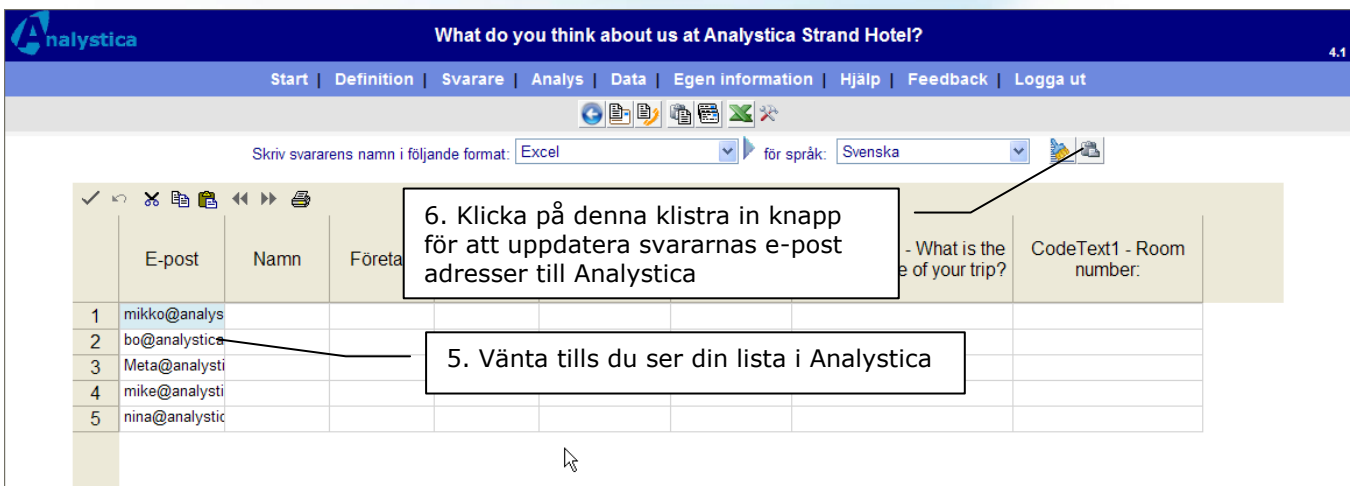 Analystica
What do you think about us at Analystica Strand Hotel?
4.1
Start | Definition | Svarare | Analys | Data | Egen information | Hjälp | Feedback | Logga ut
Skriv svararens namn i följande format: Excel för språk: Svenska
6. Klicka på denna klistra in knapp
för att uppdatera svararnas e-post
adresser till Analystica
E-post Namn Företa - What is the
e of your trip? CodeText1 - Room
number:
1 mikko@analys
2 bo@analystica
3 Meta@analysti
4 mike@analysti
5 nina@analystic
5. Vänta tills du ser din lista i Analystica